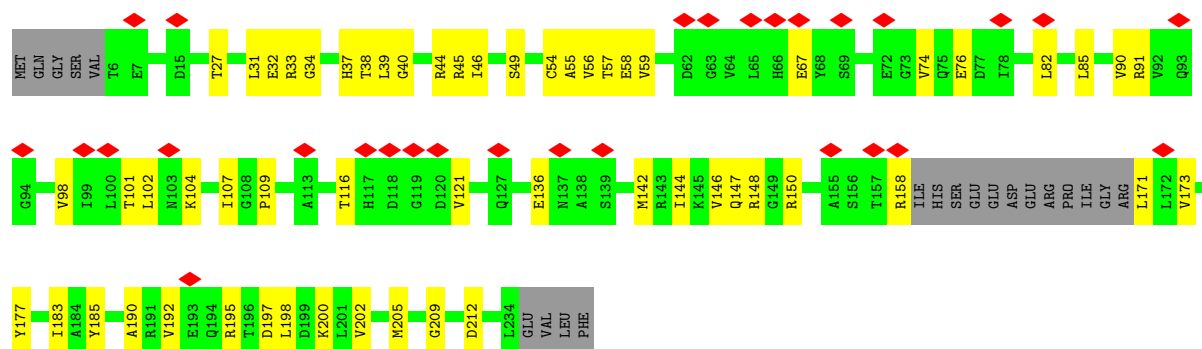 MET GLN GLY SER VAL T6 E7 D15 T27 L31 E32 R33 G34 H37 T38 L39 G40 R44 R45 I46 S49 C54 A55 V56 T57 E58 V59 D62 G63 V64 L65 H66 E67 Y68 S69 E72 G73 V74 Q75 E76 D77 I78 L82 L85 V90 R91 V92 Q93
G94 V98 I99 L100 T101 L102 N103 K104 I107 G108 P109 A113 T116 H117 D118 G119 D120 V121 Q127 E136 N137 A138 S139 M142 R143 I144 K145 V146 Q147 R148 G149 R150 A155 S156 T157 R158 ILE HIS SER GLU GLU ASP GLU ARG PRO ILE GLY ARG L171 L172 V173
Y177 I183 A184 Y185 A190 R191 V192 E193 Q194 R195 T196 D197 L198 D199 K200 L201 V202 M205 G209 D212 L234 GLU VAL LEU PHE